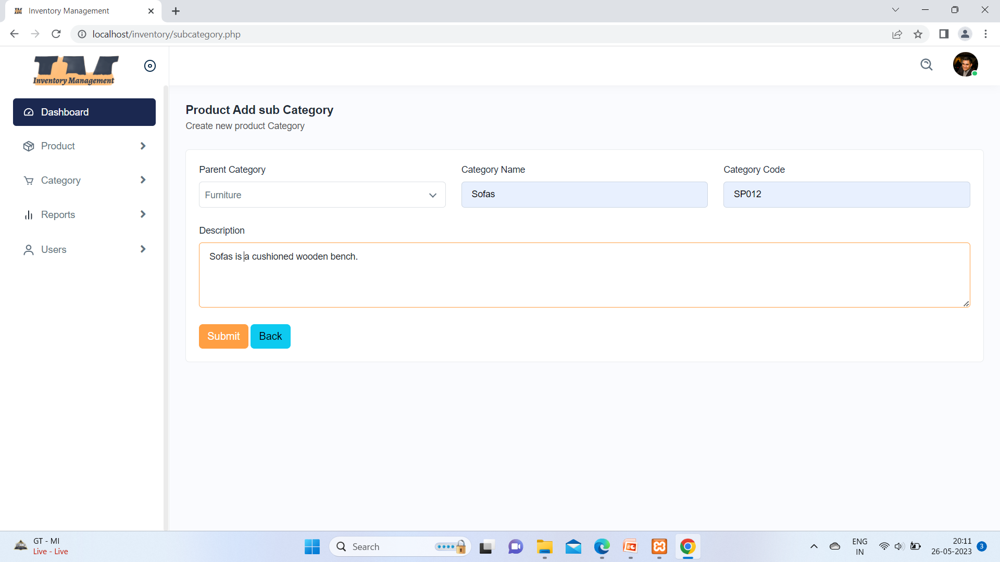 Inventory Management
localhost/inventory/subcategory.php
IM
Inventory Management
Dashboard
Product
Category
Reports
Users
Product Add sub Category
Create new product Category
Parent Category
Category Name
Category Code
Furniture
Sofas
SP012
Description
Sofas is a cushioned wooden bench.
Submit
Back
GT - MI
Live - Live
Search
****
ENG
IN
20:11
26-05-2023
3